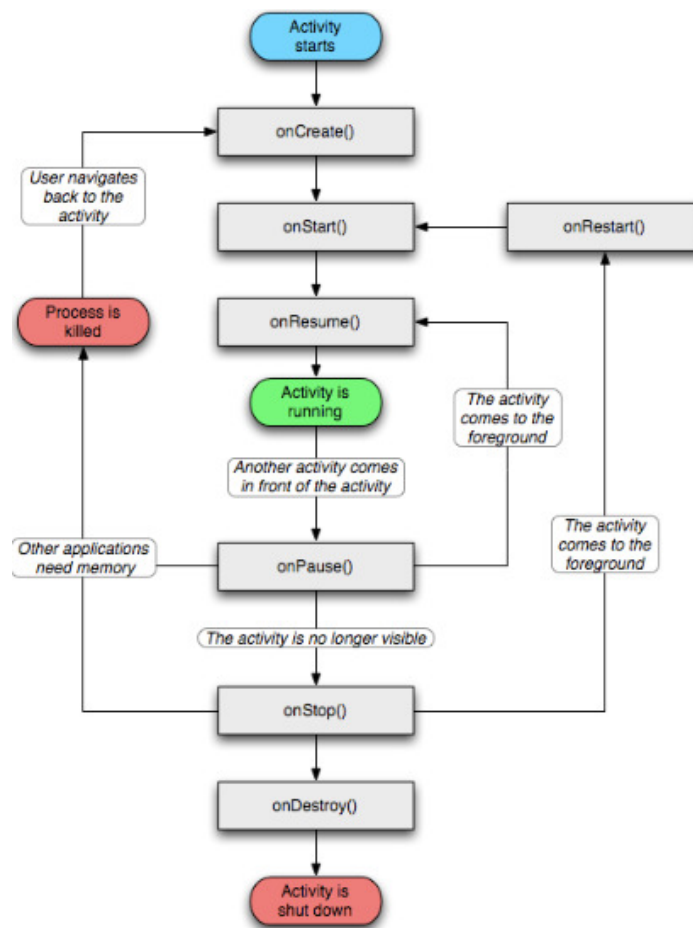 Activity
starts
onCreate()
User navigates
back to the
activity
onStart()
onRestart()
Process is
killed
onResume()
Activity is
running
The activity
comes to the
foreground
Another activity comes
in front of the activity
The activity
comes to the
foreground
Other applications
need memory
onPause()
The activity is no longer visible
onStop()
onDestroy()
Activity is
shut down